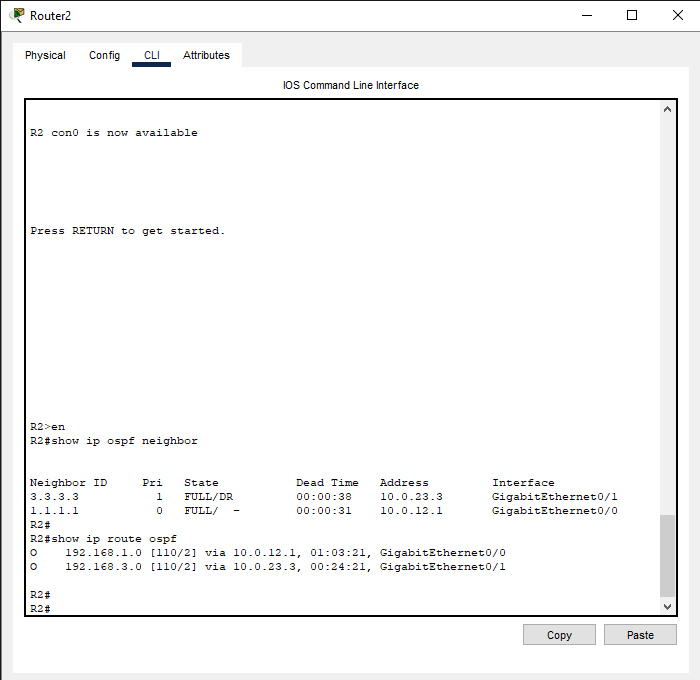 Router2
Physical Config CLI Attributes
IOS Command Line Interface
R2 con0 is now available
Press RETURN to get started.
R2>en
R2#show ip ospf neighbor
Neighbor ID     Pri   State           Dead Time   Address         Interface
3.3.3.3           1   FULL/DR         00:00:38    10.0.23.3       GigabitEthernet0/1
1.1.1.1           0   FULL/  -        00:00:31    10.0.12.1       GigabitEthernet0/0
R2#
R2#show ip route ospf
O    192.168.1.0 [110/2] via 10.0.12.1, 01:03:21, GigabitEthernet0/0
O    192.168.3.0 [110/2] via 10.0.23.3, 00:24:21, GigabitEthernet0/1
R2#
R2#
Copy Paste